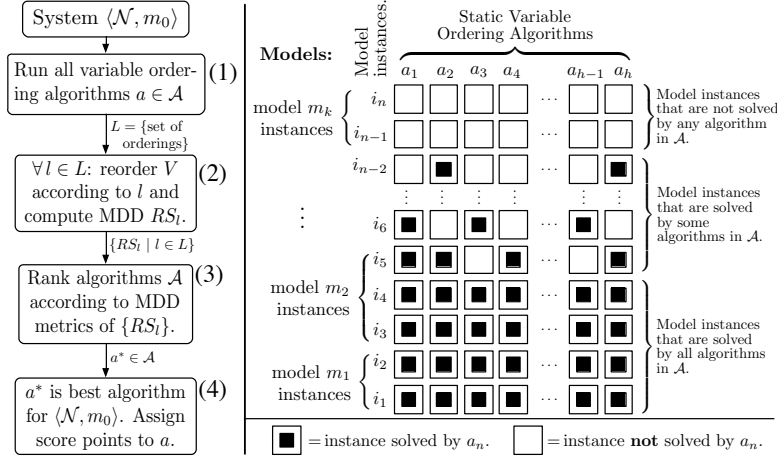 System ⟨𝒩, m₀⟩
Run all variable order-
ing algorithms a ∈ 𝒜
(1)
L = {set of
orderings}
∀ l ∈ L: reorder V
according to l and
compute MDD RSₗ.
(2)
{RSₗ | l ∈ L}
Rank algorithms 𝒜
according to MDD
metrics of {RSₗ}.
(3)
a* ∈ 𝒜
a* is best algorithm
for ⟨𝒩, m₀⟩. Assign
score points to a.
(4)
Models:
Model
instances.
Static Variable
Ordering Algorithms
a₁ a₂ a₃ a₄ aₕ₋₁ aₕ
model mₖ
instances
iₙ
iₙ₋₁
...
Model instances
that are not solved
by any algorithm
in 𝒜.
iₙ₋₂ ...
⋮ ⋮ ⋮ ⋮ ⋮ ⋮
⋮
i₆ ...
i₅ ...
Model instances
that are solved
by some
algorithms in 𝒜.
model m₂
instances
i₄ ...
i₃ ...
model m₁
instances
i₂ ...
i₁ ...
Model instances
that are solved
by all algorithms
in 𝒜.
= instance solved by aₙ.
= instance not solved by aₙ.